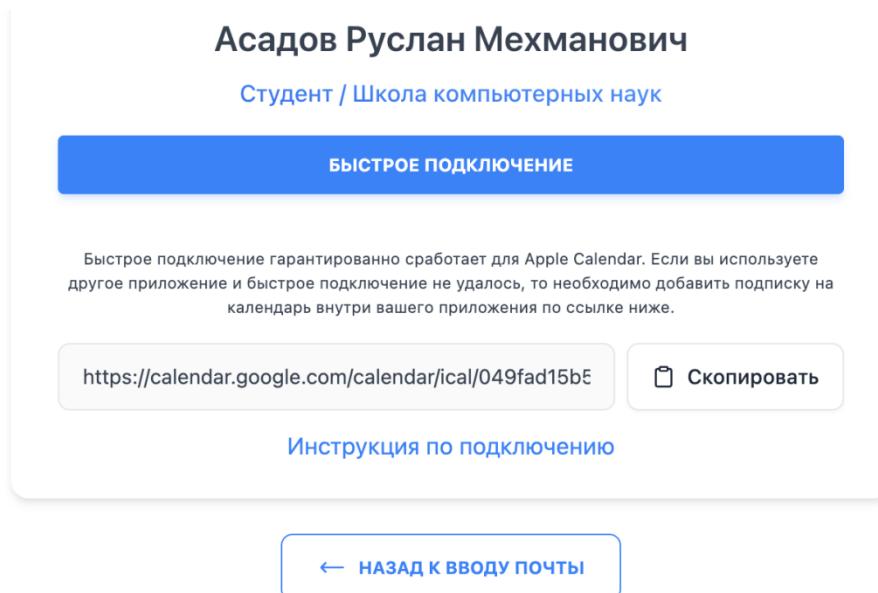 Асадов Руслан Мехманович
Студент / Школа компьютерных наук
БЫСТРОЕ ПОДКЛЮЧЕНИЕ
Быстрое подключение гарантированно сработает для Apple Calendar. Если вы используете
другое приложение и быстрое подключение не удалось, то необходимо добавить подписку на
календарь внутри вашего приложения по ссылке ниже.
https://calendar.google.com/calendar/ical/049fad15b5 Скопировать
Инструкция по подключению
← НАЗАД К ВВОДУ ПОЧТЫ